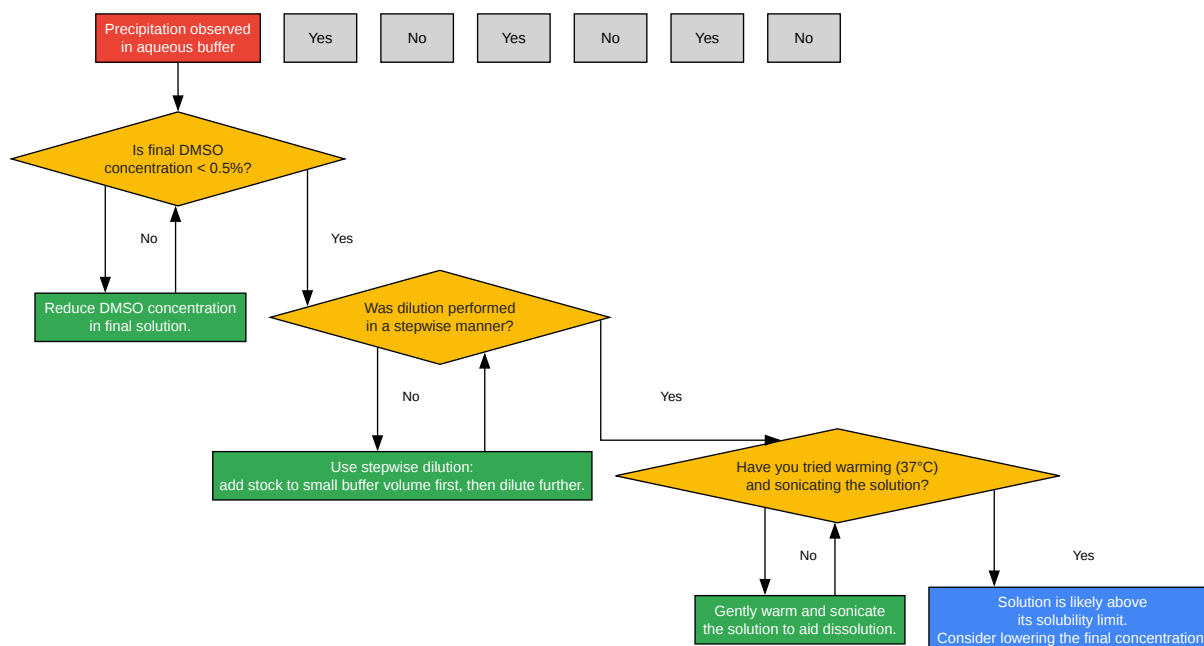 Precipitation observed
in aqueous buffer
Yes
No
Yes
No
Yes
No
Is final DMSO
concentration < 0.5%?
No
Yes
Reduce DMSO concentration
in final solution.
Was dilution performed
in a stepwise manner?
No
Yes
Use stepwise dilution:
add stock to small buffer volume first, then dilute further.
Have you tried warming (37°C)
and sonicating the solution?
No
Yes
Gently warm and sonicate
the solution to aid dissolution.
Solution is likely above
its solubility limit.
Consider lowering the final concentration